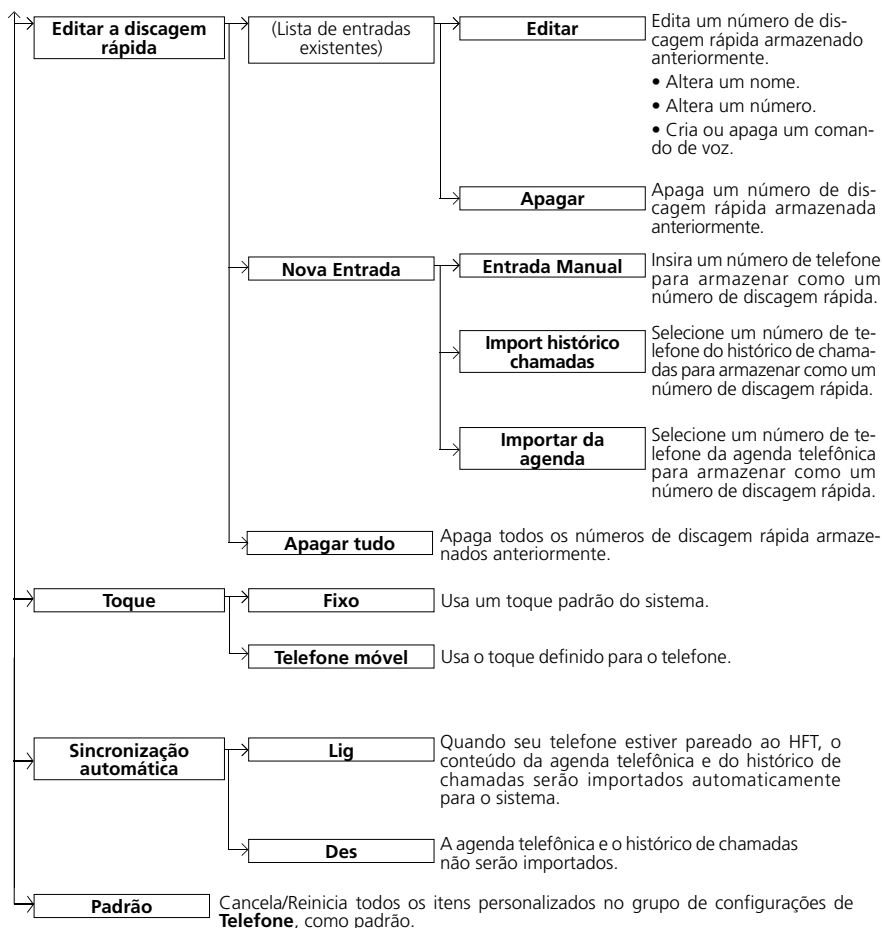 Editar a discagem
rápida
(Lista de entradas
existentes)
Editar
Edita um número de dis-
cagem rápida armazenado
anteriormente.
• Altera um nome.
• Altera um número.
• Cria ou apaga um coman-
do de voz.
Apagar
Apaga um número de dis-
cagem rápida armazenada
anteriormente.
Nova Entrada
Entrada Manual
Insira um número de telefone
para armazenar como um
número de discagem rápida.
Import histórico
chamadas
Selecione um número de te-
lefone do histórico de chama-
das para armazenar como um
número de discagem rápida.
Importar da
agenda
Selecione um número de te-
lefone da agenda telefônica
para armazenar como um
número de discagem rápida.
Apagar tudo
Apaga todos os números de discagem rápida armaze-
nados anteriormente.
Toque
Fixo
Usa um toque padrão do sistema.
Telefone móvel
Usa o toque definido para o telefone.
Sincronização
automática
Lig
Quando seu telefone estiver pareado ao HFT, o
conteúdo da agenda telefônica e do histórico de
chamadas serão importados automaticamente
para o sistema.
Des
A agenda telefônica e o histórico de chamadas
não serão importados.
Padrão
Cancela/Reinicia todos os itens personalizados no grupo de configurações de
Telefone, como padrão.